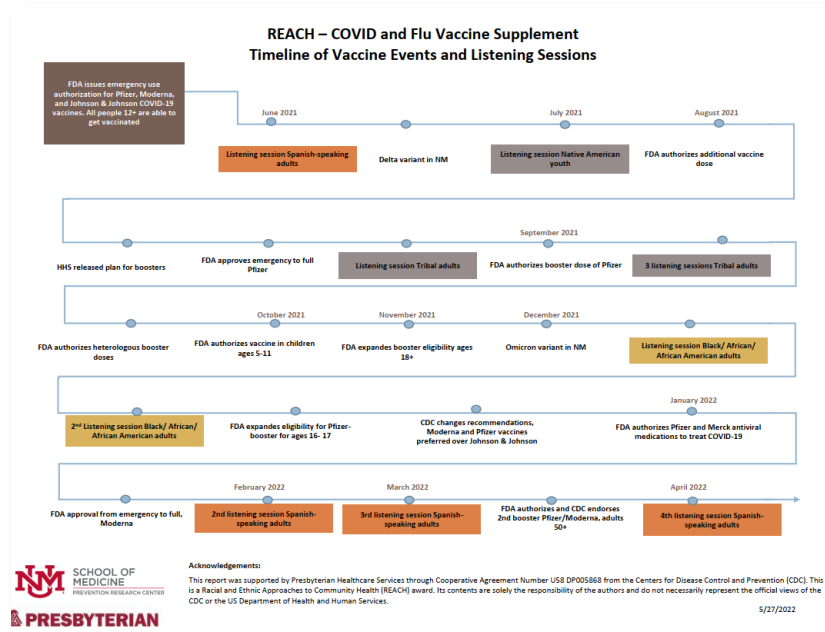 REACH – COVID and Flu Vaccine Supplement
Timeline of Vaccine Events and Listening Sessions
FDA issues emergency use
authorization for Pfizer, Moderna,
and Johnson & Johnson COVID-19
vaccines. All people 12+ are able to
get vaccinated
June 2021
July 2021
August 2021
Listening session Spanish-speaking
adults
Delta variant in NM
Listening session Native American
youth
FDA authorizes additional vaccine
dose
September 2021
HHS released plan for boosters
FDA approves emergency to full
Pfizer
Listening session Tribal adults
FDA authorizes booster dose of Pfizer
3 listening sessions Tribal adults
October 2021
November 2021
December 2021
FDA authorizes heterologous booster
doses
FDA authorizes vaccine in children
ages 5-11
FDA expandes booster eligibility ages
18+
Omicron variant in NM
Listening session Black/ African/
African American adults
January 2022
2nd Listening session Black/ African/
African American adults
FDA expandes eligibility for Pfizer-
booster for ages 16- 17
CDC changes recommendations,
Moderna and Pfizer vaccines
preferred over Johnson & Johnson
FDA authorizes Pfizer and Merck antiviral
medications to treat COVID-19
February 2022
March 2022
April 2022
FDA approval from emergency to full,
Moderna
2nd listening session Spanish-
speaking adults
3rd listening session Spanish-
speaking adults
FDA authorizes and CDC endorses
2nd booster Pfizer/Moderna, adults
50+
4th listening session Spanish-
speaking adults
UNM
SCHOOL OF
MEDICINE
PREVENTION RESEARCH CENTER
PRESBYTERIAN
Acknowledgements:
This report was supported by Presbyterian Healthcare Services through Cooperative Agreement Number U58 DP005868 from the Centers for Disease Control and Prevention (CDC). This
is a Racial and Ethnic Approaches to Community Health (REACH) award. Its contents are solely the responsibility of the authors and do not necessarily represent the official views of the
CDC or the US Department of Health and Human Services.
5/27/2022